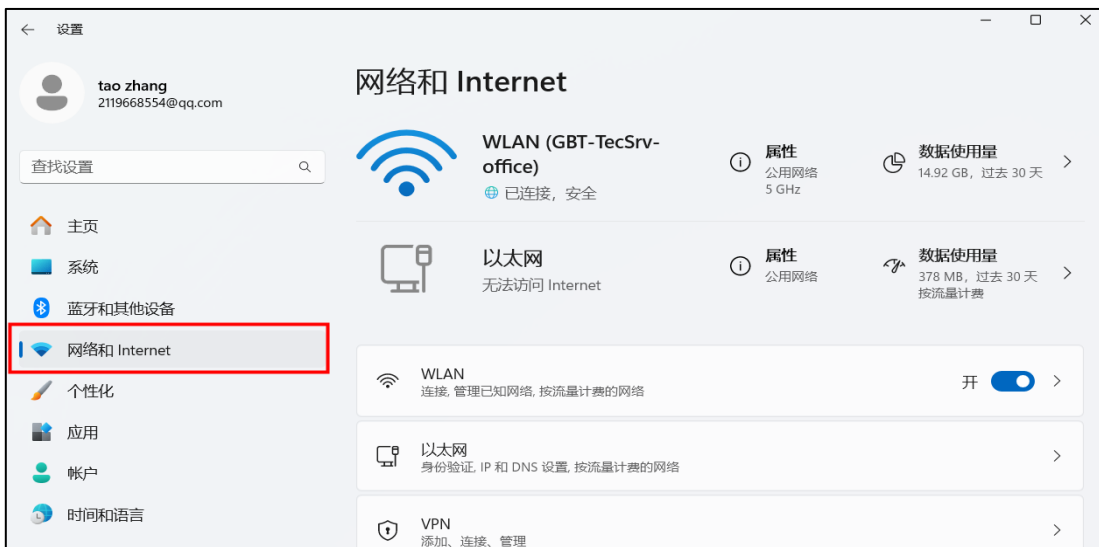 设置
tao zhang
2119668554@qq.com
查找设置
主页
系统
蓝牙和其他设备
网络和 Internet
个性化
应用
帐户
时间和语言
网络和 Internet
WLAN (GBT-TecSrv-
office)
已连接，安全
属性
公用网络
5 GHz
数据使用量
14.92 GB，过去 30 天
以太网
无法访问 Internet
属性
公用网络
数据使用量
378 MB，过去 30 天
按流量计费
WLAN
连接, 管理已知网络, 按流量计费的网络
开
以太网
身份验证, IP 和 DNS 设置, 按流量计费的网络
VPN
添加、连接、管理